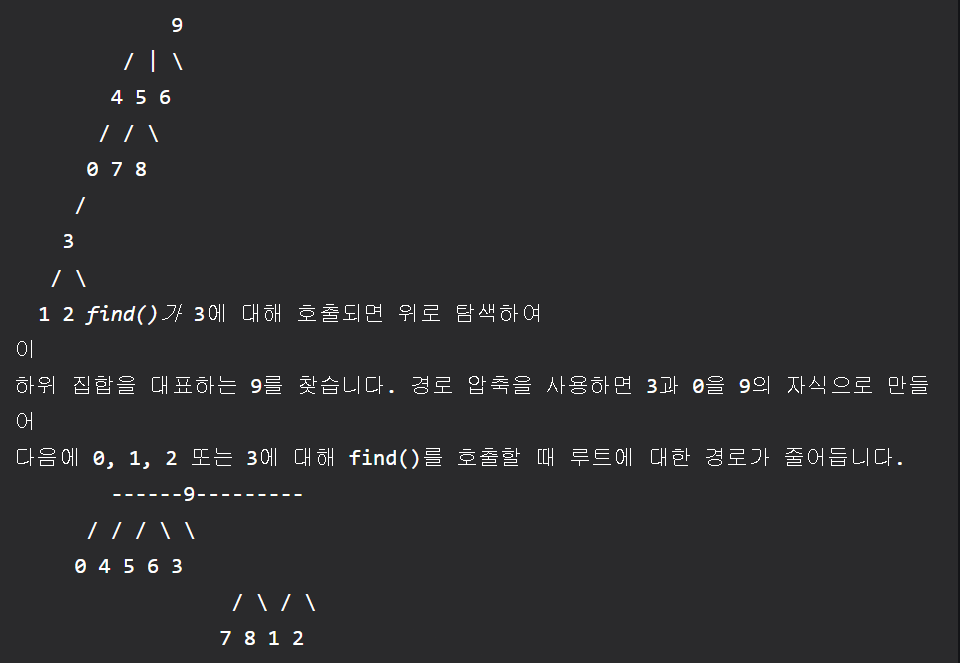 9
/ | \
4 5 6
/ / \
0 7 8
/
3
/ \
1 2 find()가 3에 대해 호출되면 위로 탐색하여
이
하위 집합을 대표하는 9를 찾습니다. 경로 압축을 사용하면 3과 0을 9의 자식으로 만들
어
다음에 0, 1, 2 또는 3에 대해 find()를 호출할 때 루트에 대한 경로가 줄어듭니다.
------9---------
/ / / \ \
0 4 5 6 3
/ \ / \
7 8 1 2